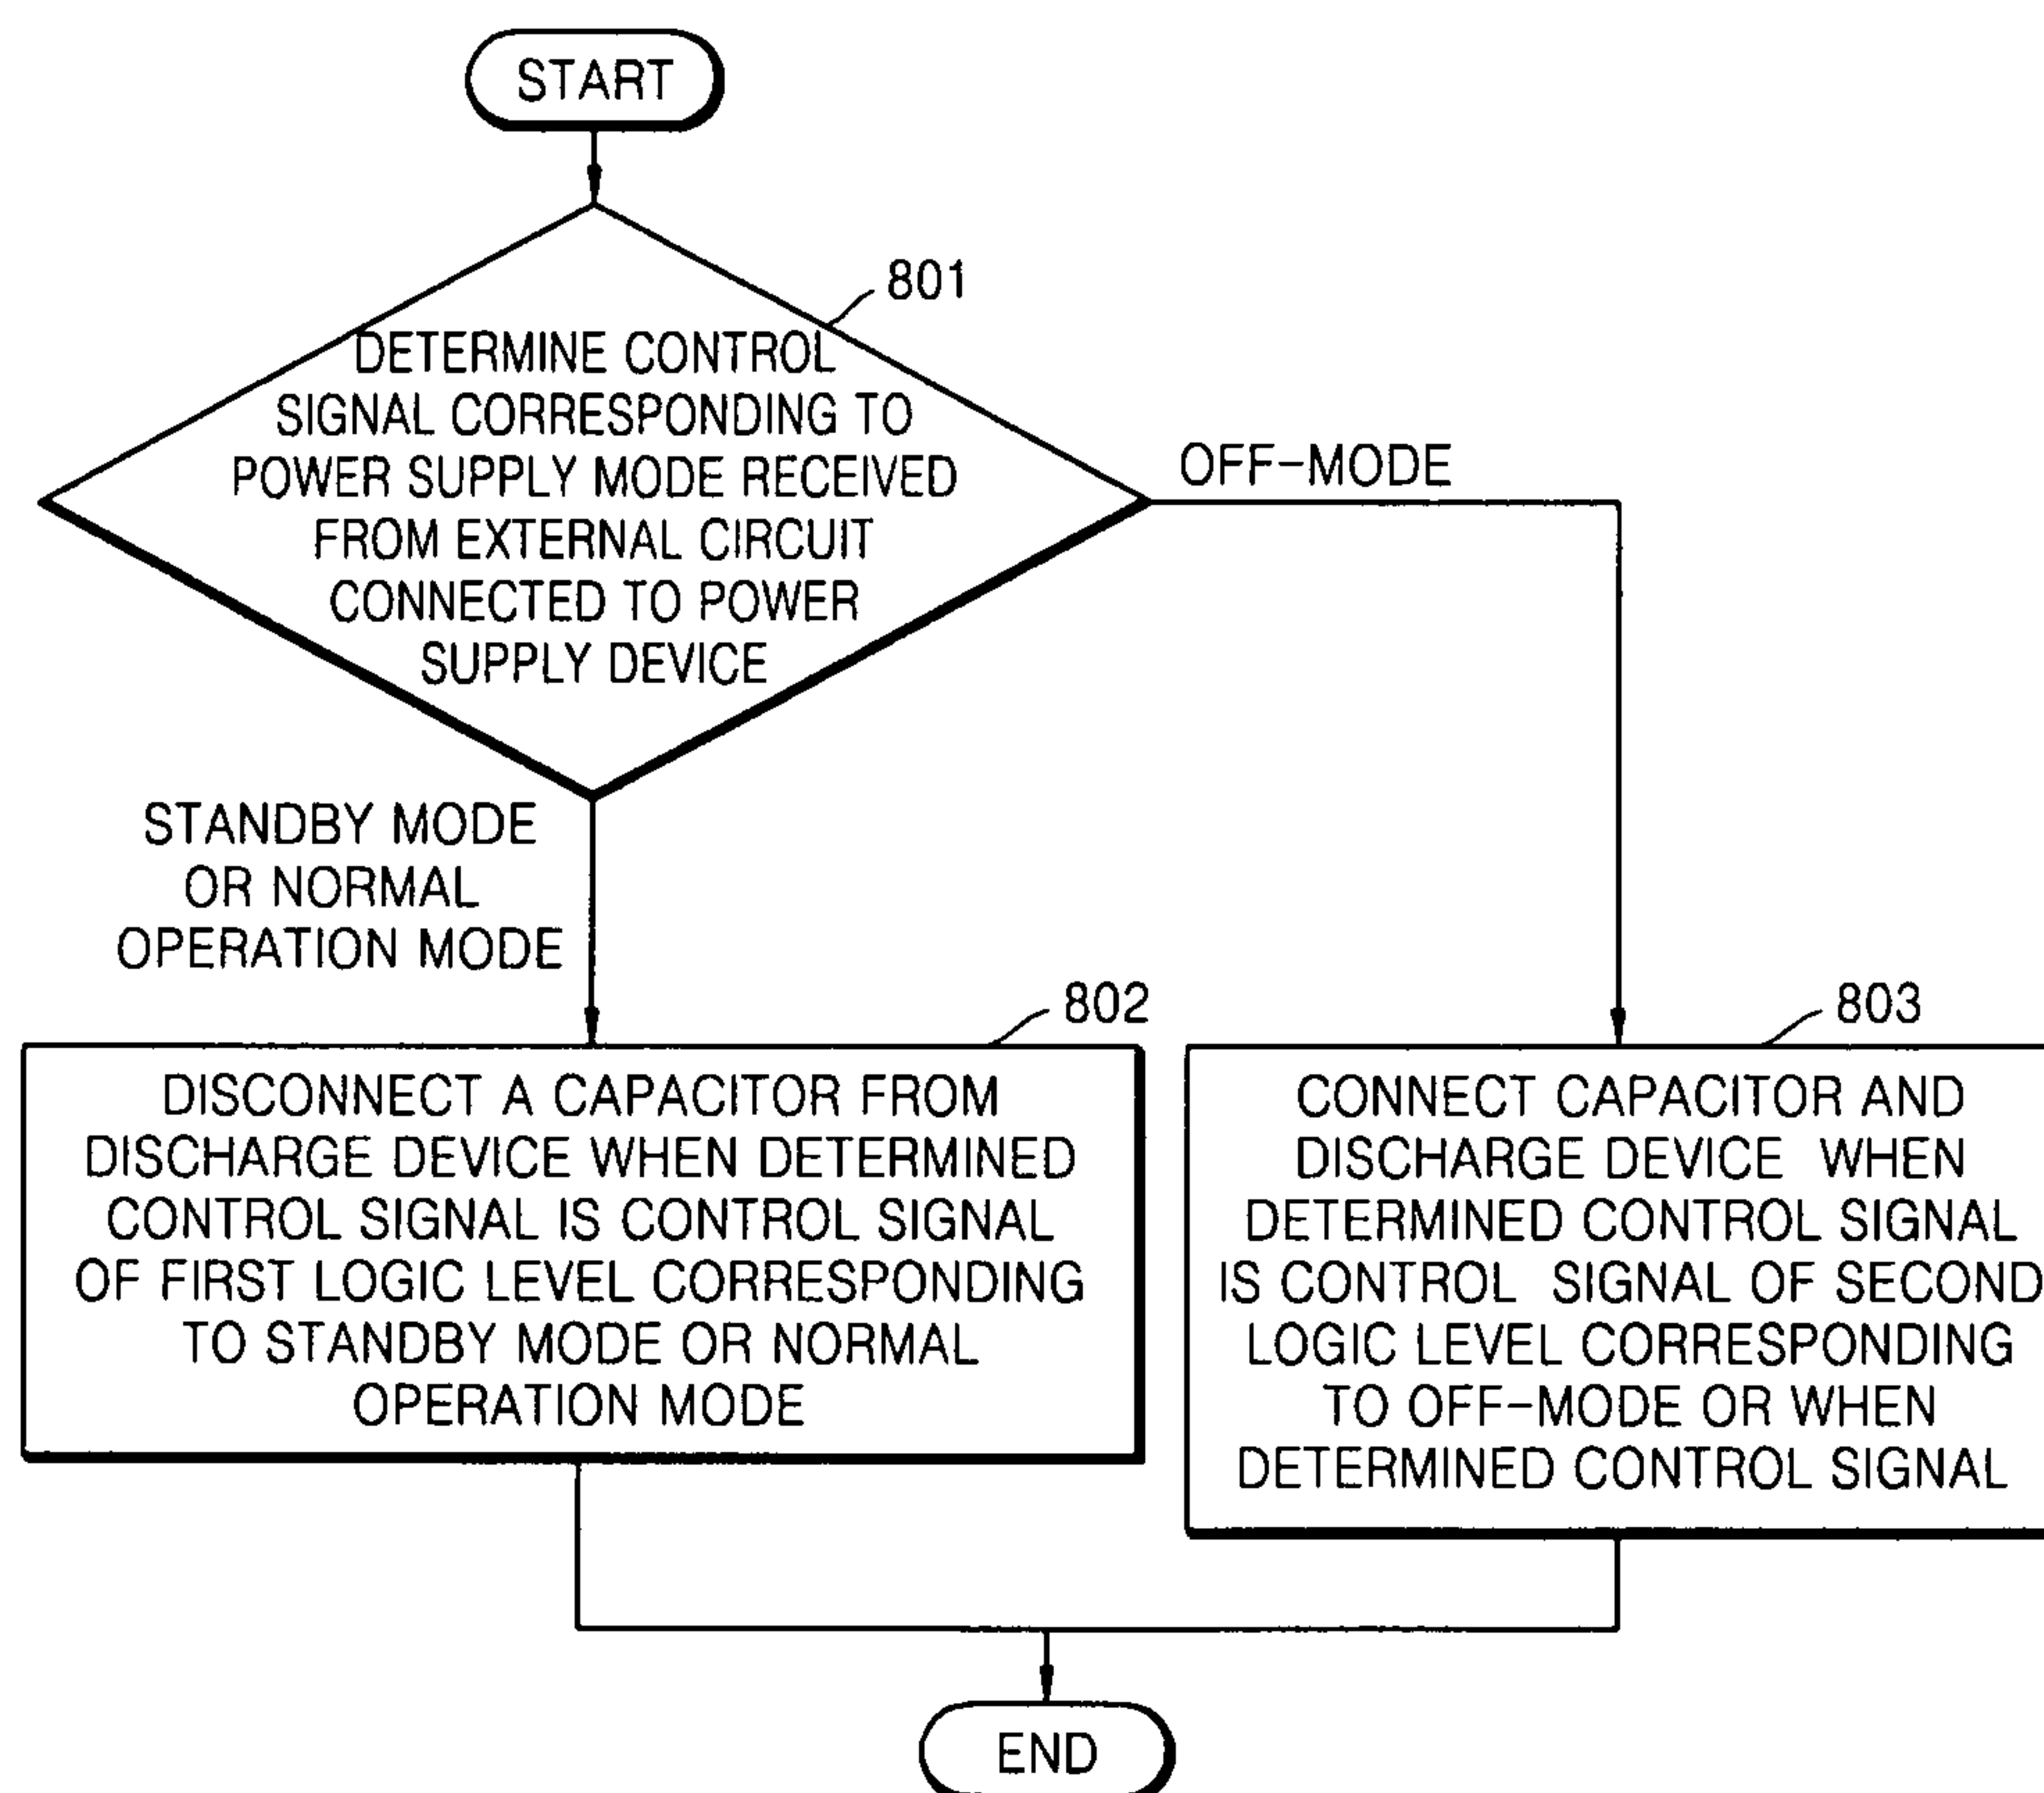 START
801
DETERMINE CONTROL
SIGNAL CORRESPONDING TO
POWER SUPPLY MODE RECEIVED
FROM EXTERNAL CIRCUIT
CONNECTED TO POWER
SUPPLY DEVICE
OFF-MODE
STANDBY MODE
OR NORMAL
OPERATION MODE
802
DISCONNECT A CAPACITOR FROM
DISCHARGE DEVICE WHEN DETERMINED
CONTROL SIGNAL IS CONTROL SIGNAL
OF FIRST LOGIC LEVEL CORRESPONDING
TO STANDBY MODE OR NORMAL
OPERATION MODE
803
CONNECT CAPACITOR AND
DISCHARGE DEVICE WHEN
DETERMINED CONTROL SIGNAL
IS CONTROL SIGNAL OF SECOND
LOGIC LEVEL CORRESPONDING
TO OFF-MODE OR WHEN
DETERMINED CONTROL SIGNAL
END